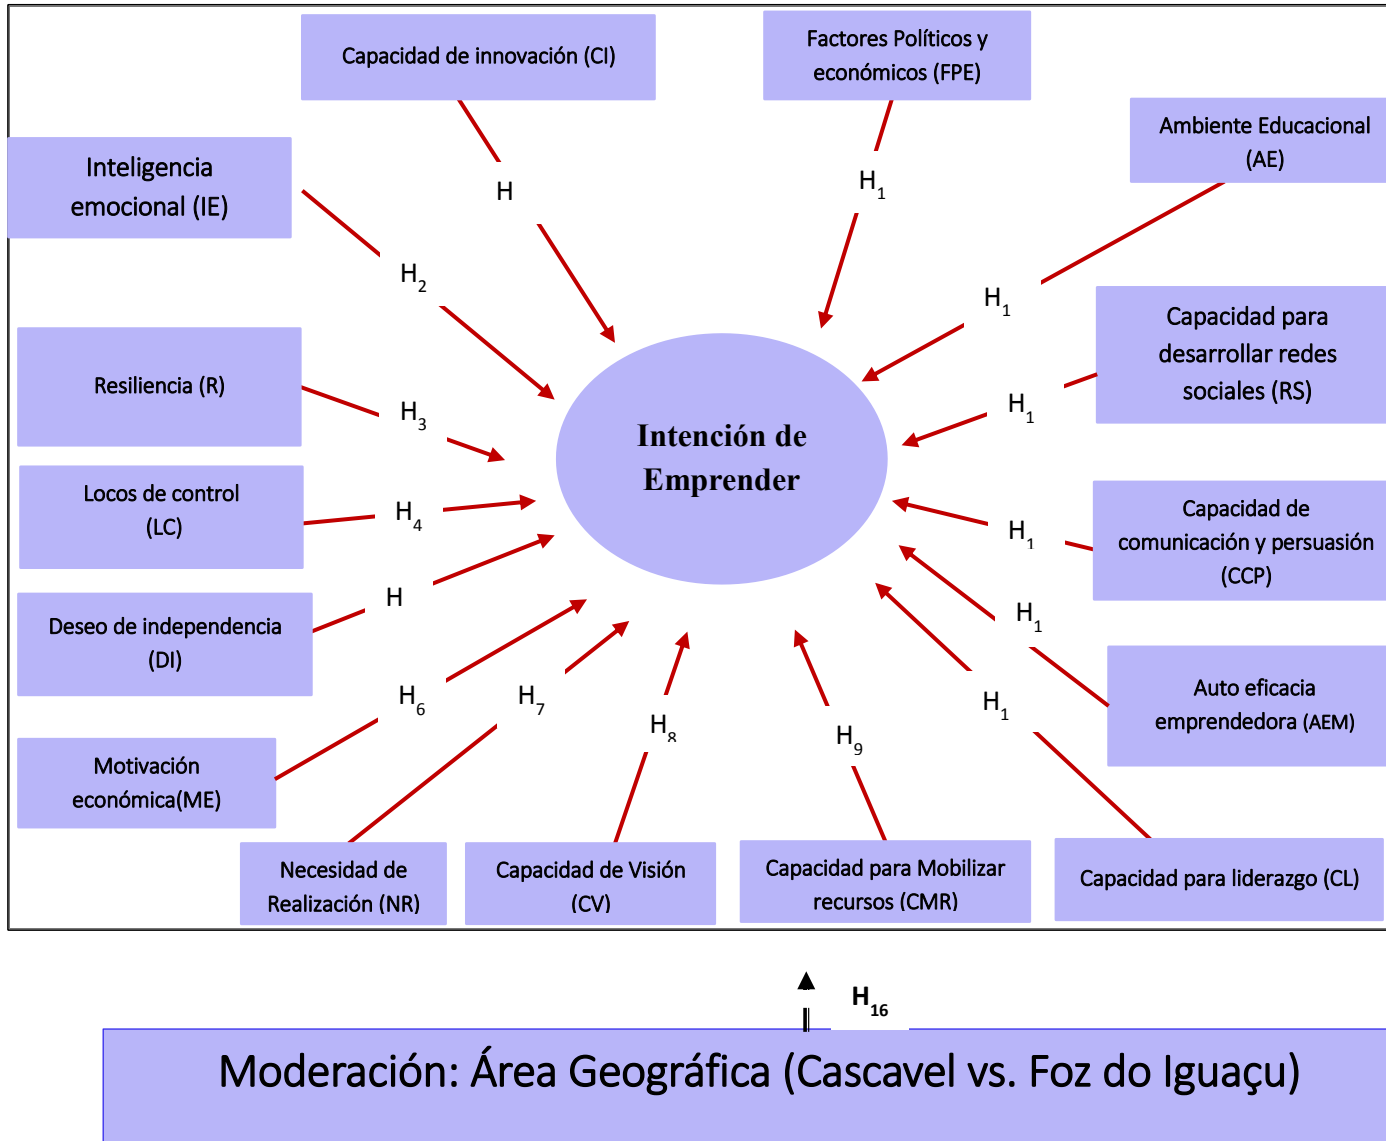 Capacidad de innovación (CI)
Factores Políticos y
económicos (FPE)
Ambiente Educacional
(AE)
Inteligencia
emocional (IE)
H
H1
H2
H1
Capacidad para
desarrollar redes
sociales (RS)
Resiliencia (R)
H3
H1
Intención de
Emprender
Locos de control
(LC)
H4
H1
Capacidad de
comunicación y persuasión
(CCP)
Deseo de independencia
(DI)
H
H1
Auto eficacia
emprendedora (AEM)
H6
H7
H8
H9
H1
Motivación
económica(ME)
Necesidad de
Realización (NR)
Capacidad de Visión
(CV)
Capacidad para Mobilizar
recursos (CMR)
Capacidad para liderazgo (CL)
H16
Moderación: Área Geográfica (Cascavel vs. Foz do Iguaçu)